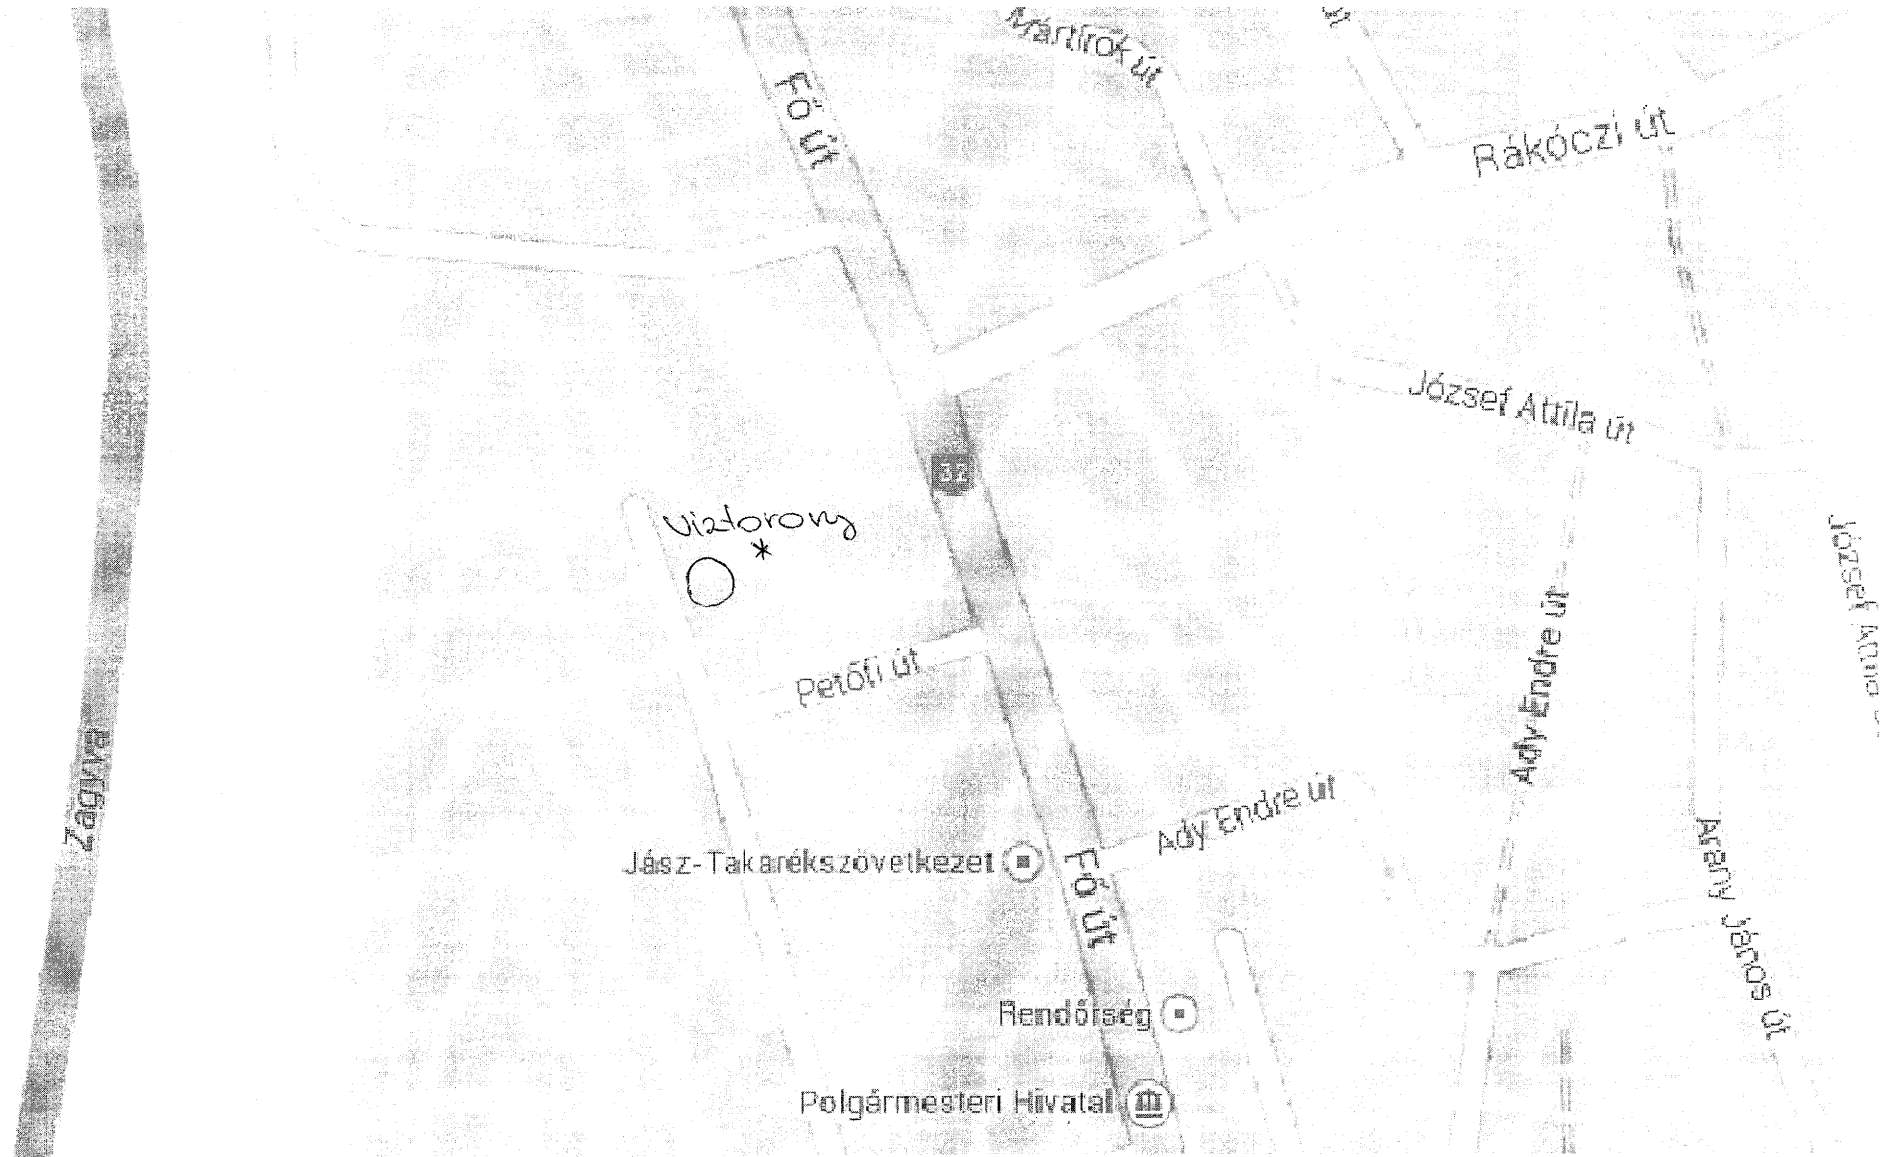 Mártírok út
Fő út
Rákóczi út
József Attila út
32
Víztorony
*
Petőfi út
Ady Endre út
Ady Endre út
Zagyva
Jász-Takarékszövetkezet
Fő út
Arany János út
Rendőrség
Polgármesteri Hivatal